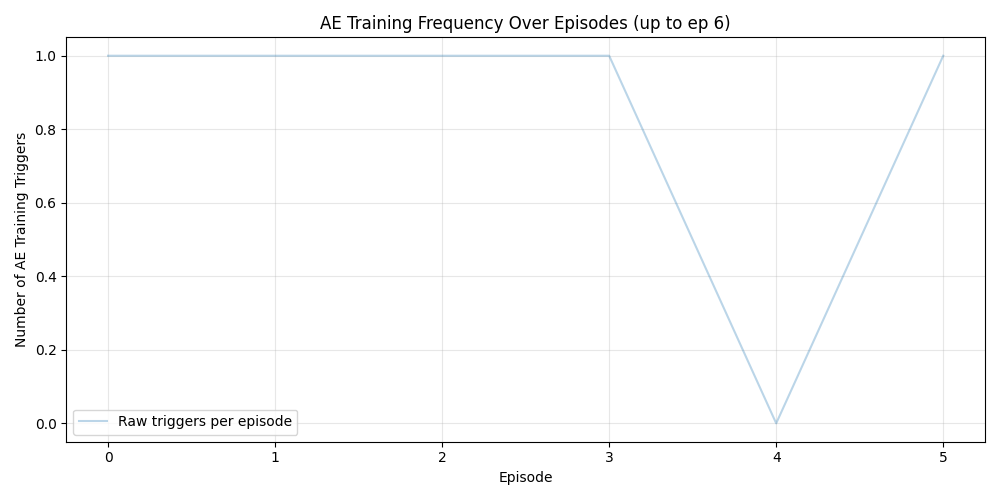 AE Training Frequency Over Episodes (up to ep 6)
Number of AE Training Triggers
1.0
0.8
0.6
0.4
0.2
0.0
Raw triggers per episode
0 1 2 3 4 5
Episode